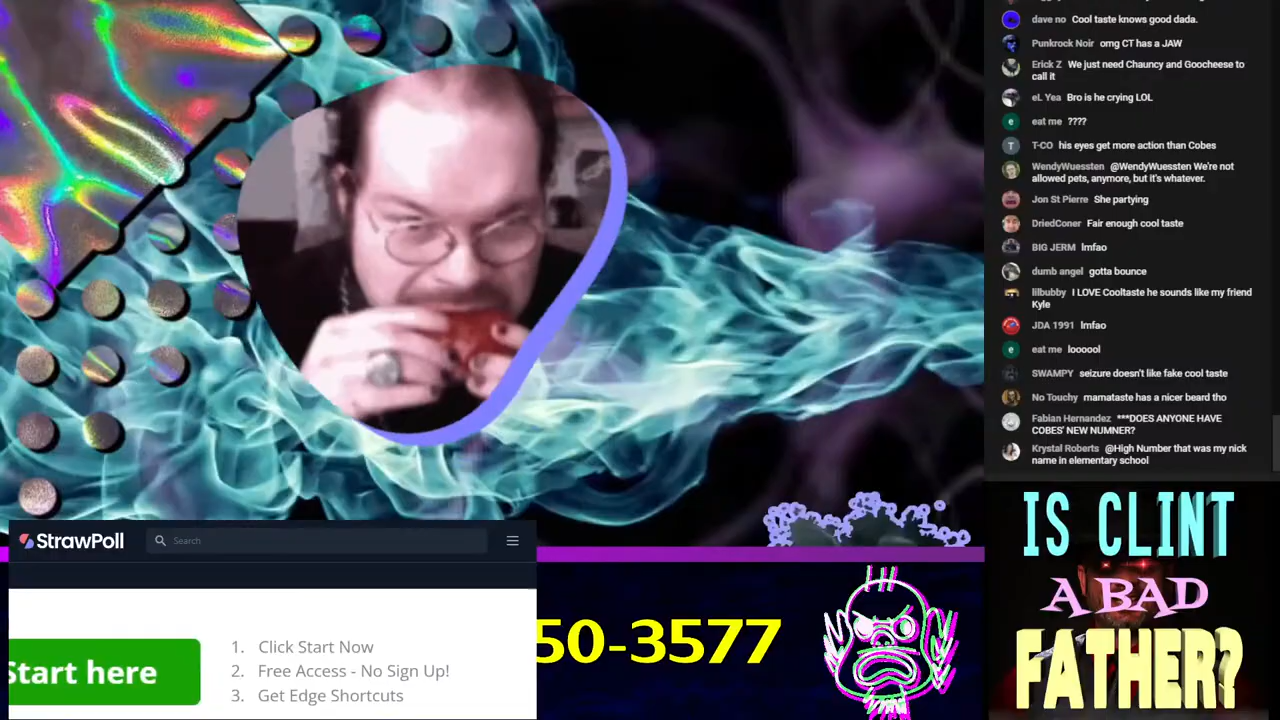 dave no Cool taste knows good dada.
Punkrock Noir omg CT has a JAW
Erick Z We just need Chauncy and Goocheese to
call it
eL Yea Bro is he crying LOL
e eat me ????
T T-CO his eyes get more action than Cobes
WendyWuessten @WendyWuessten We're not
allowed pets, anymore, but it's whatever.
Jon St Pierre She partying
DriedConer Fair enough cool taste
BIG JERM lmfao
dumb angel gotta bounce
lilbubby I LOVE Cooltaste he sounds like my friend
Kyle
JDA 1991 lmfao
e eat meloooool
SWAMPY seizure doesn't like fake cool taste
No Touchy mamataste has a nicer beard tho
Fabian Hernandez ***DOES ANYONE HAVE
COBES' NEW NUMNER?
Krystal Roberts @High Number that was my nick
name in elementary school
StrawPoll
Search
Start here
1. Click Start Now
2. Free Access - No Sign Up!
3. Get Edge Shortcuts
50-3577
IS CLINT
A BAD
FATHER?